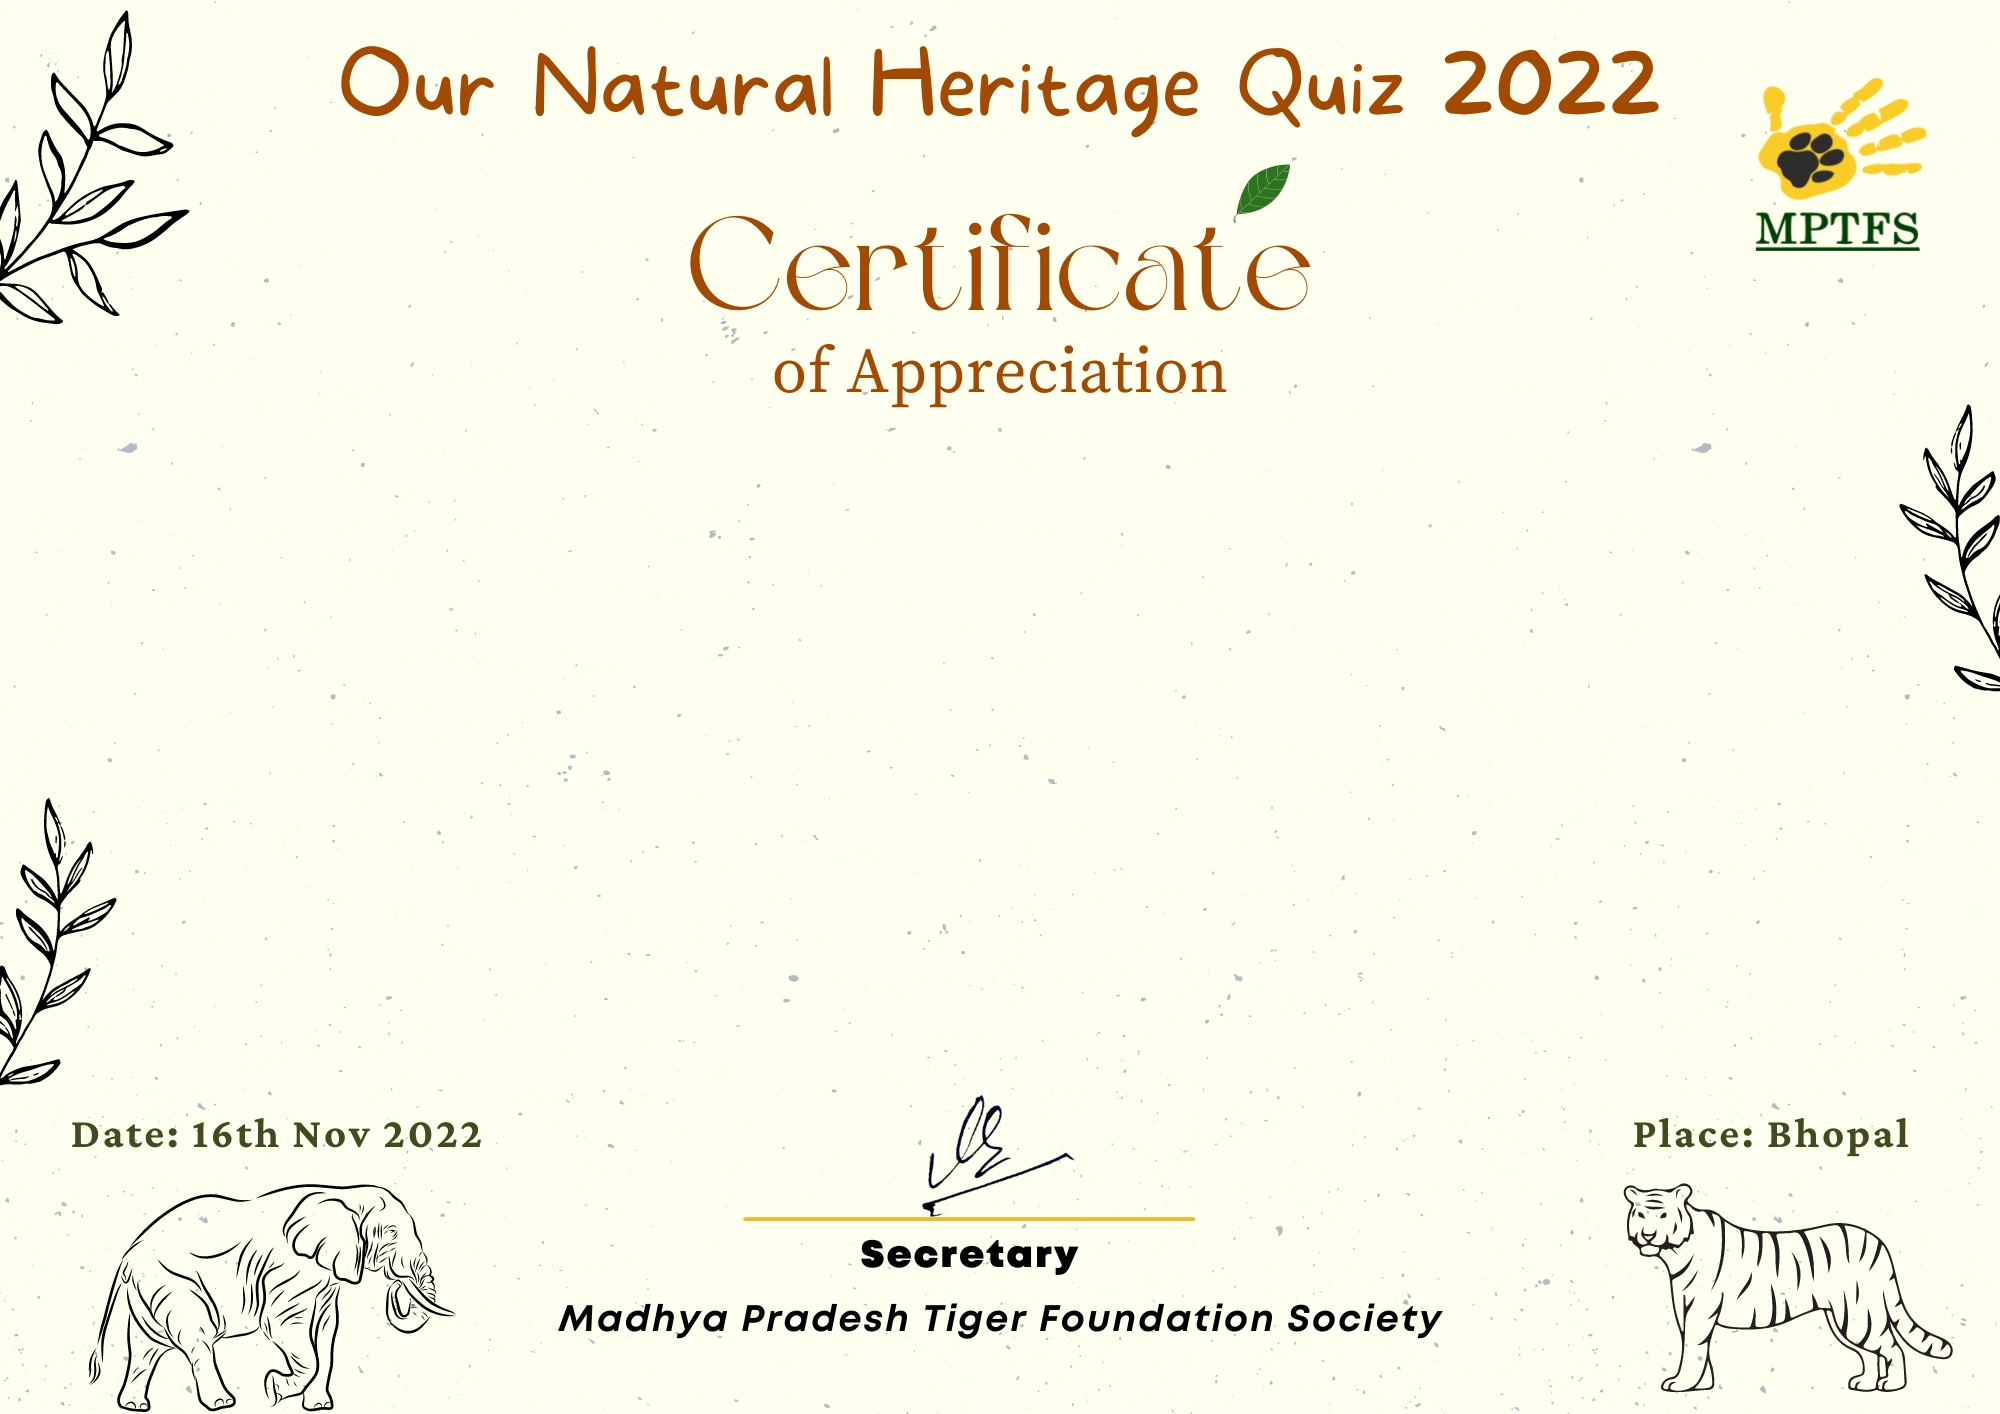 Our Natural Heritage Quiz 2022
MPTFS
Certificate
of Appreciation
Date: 16th Nov 2022
Place: Bhopal
Secretary
Madhya Pradesh Tiger Foundation Society